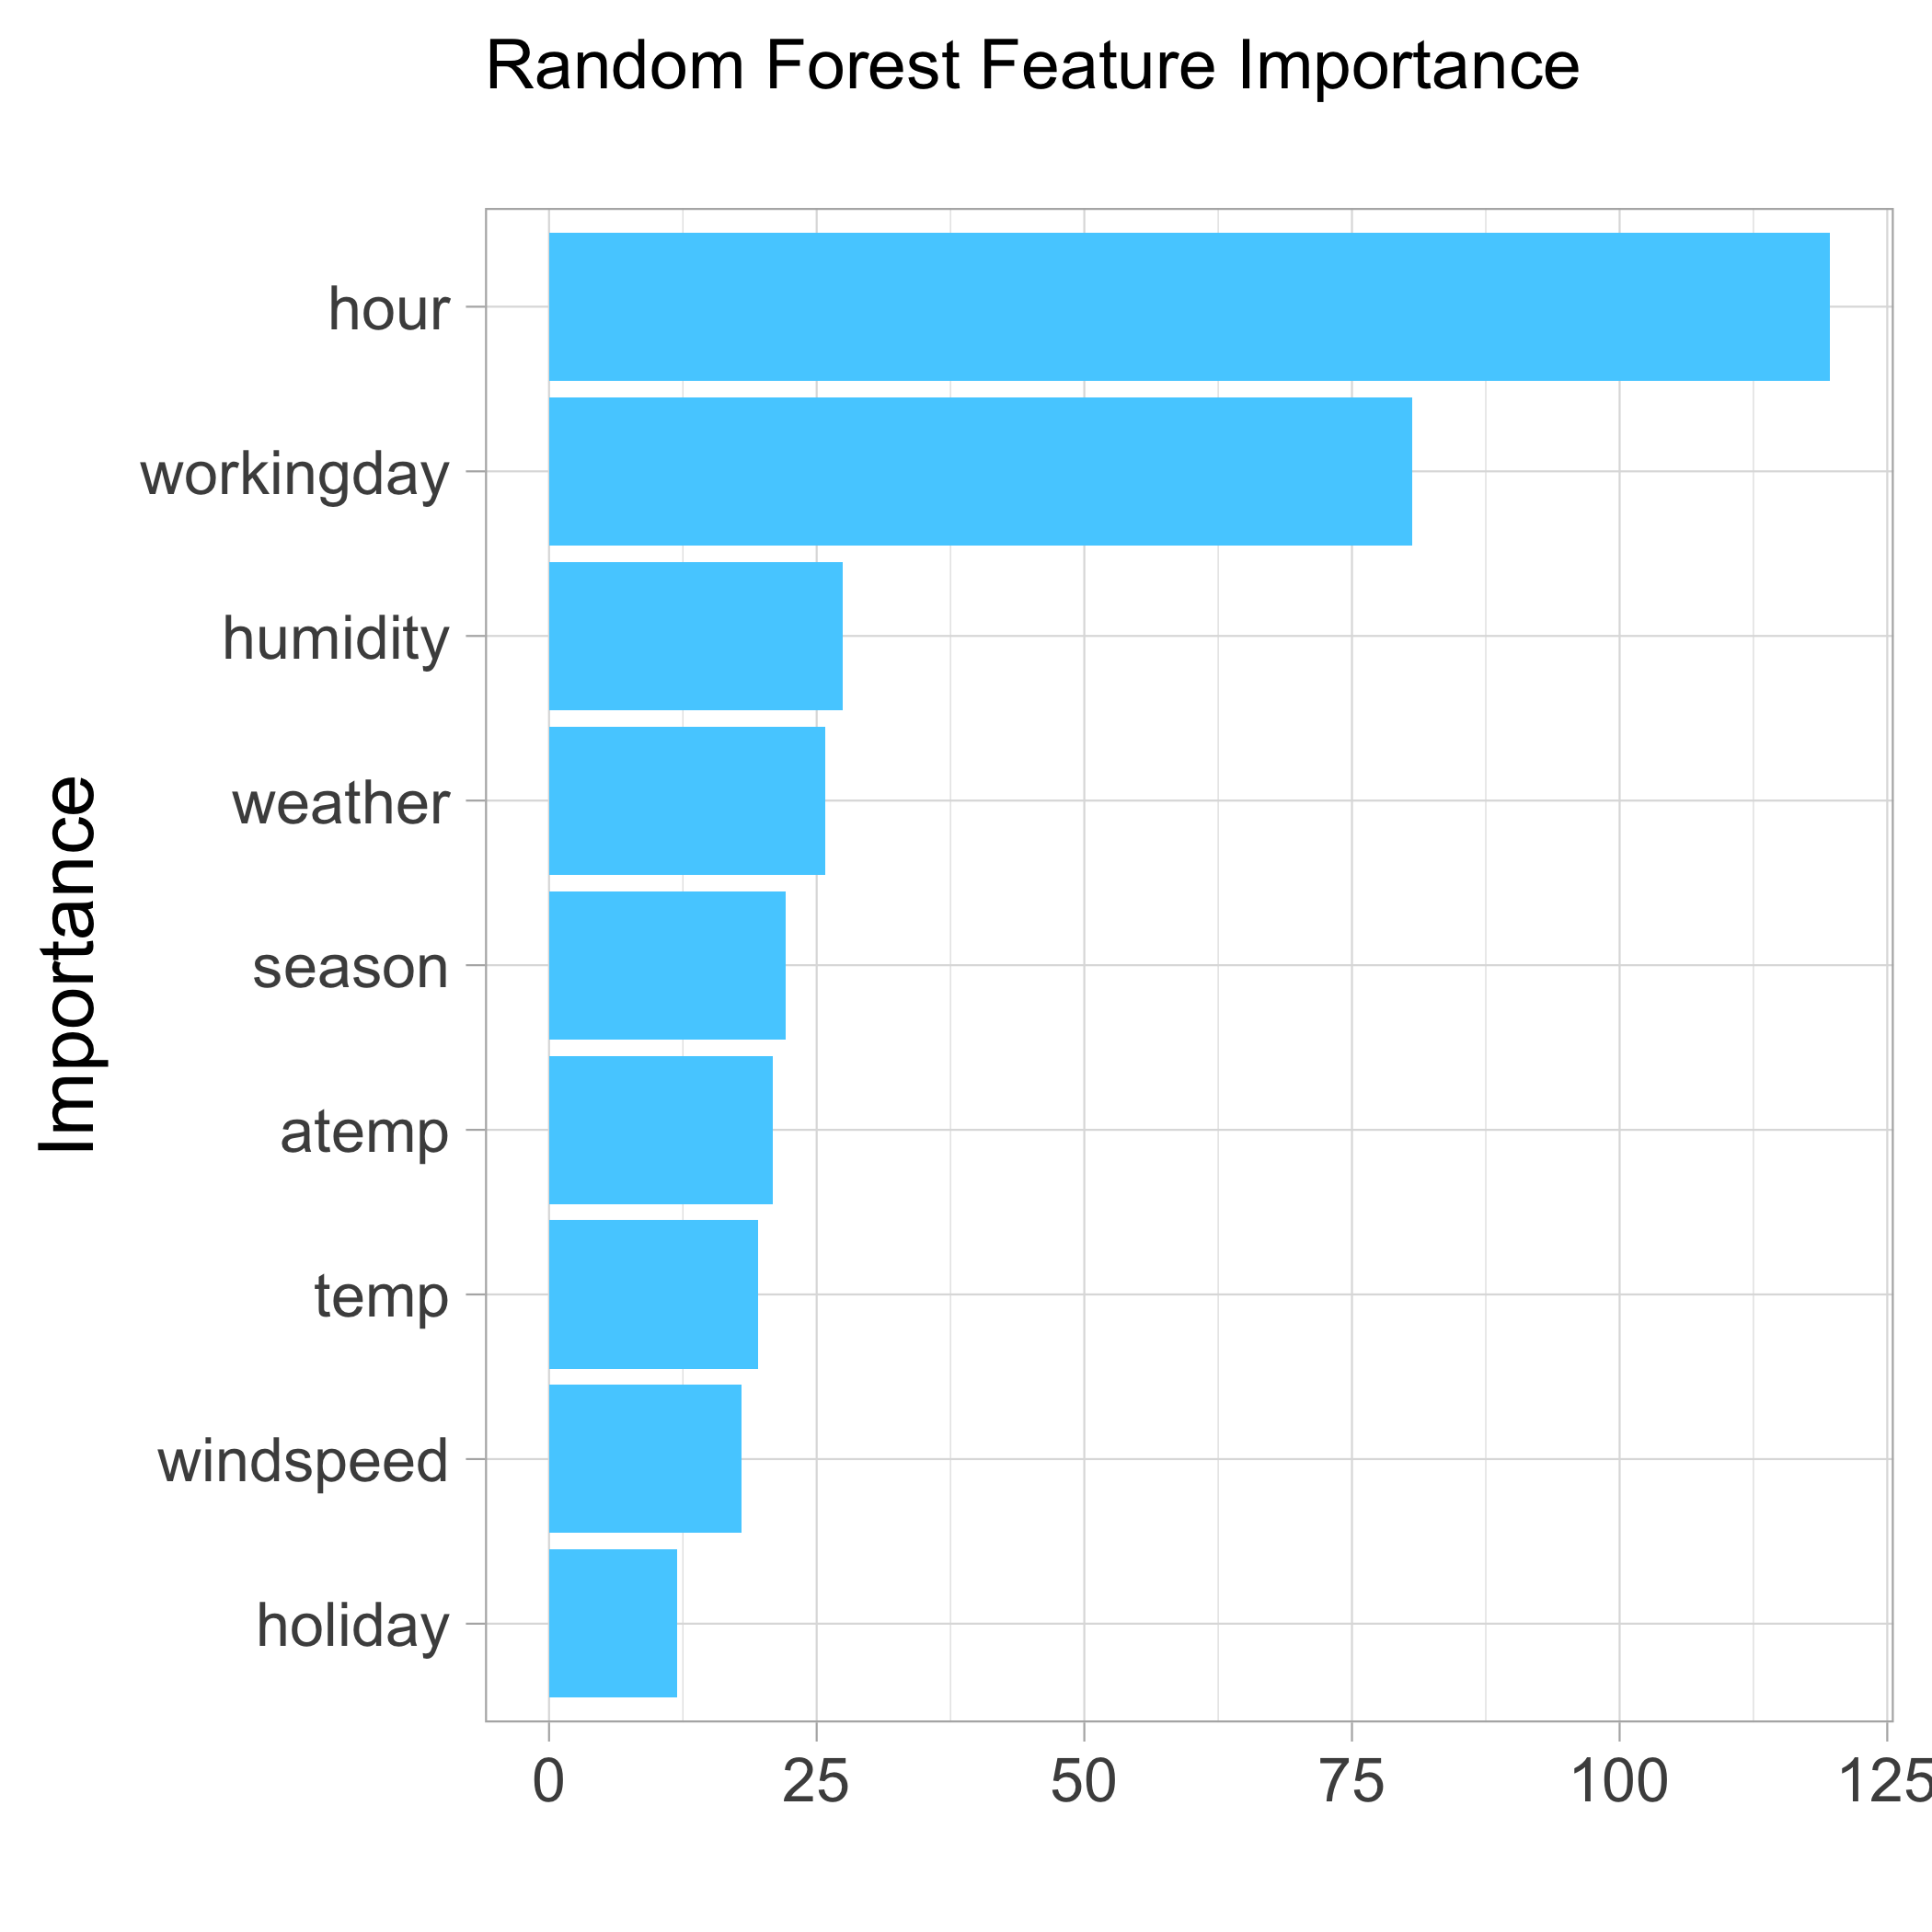 Random Forest Feature Importance
Importance
hour
workingday
humidity
weather
season
atemp
temp
windspeed
holiday
0 25 50 75 100 125